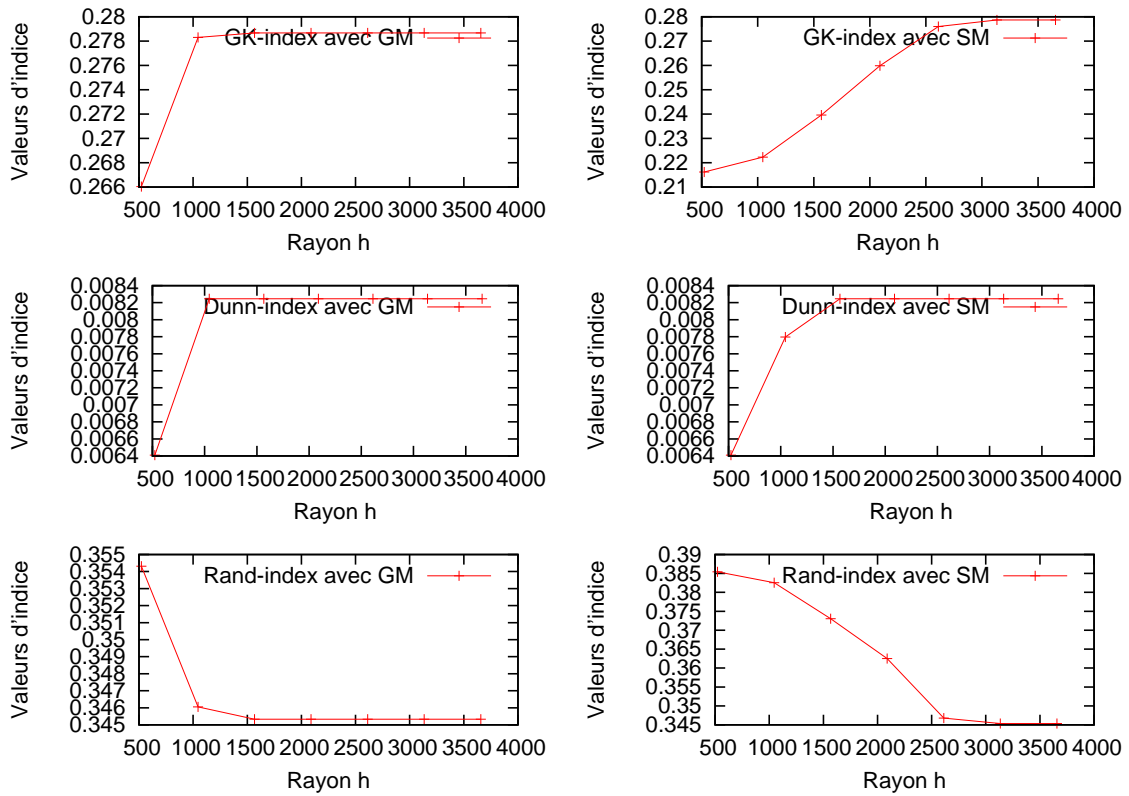 0.28
0.278
0.276
0.274
0.272
0.27
0.268
0.266
500 1000 1500 2000 2500 3000 3500 4000
Valeurs d'indice
Rayon h
GK-index avec GM
0.28
0.27
0.26
0.25
0.24
0.23
0.22
0.21
500 1000 1500 2000 2500 3000 3500 4000
Valeurs d'indice
Rayon h
GK-index avec SM
0.0084
0.0082
0.008
0.0078
0.0076
0.0074
0.0072
0.007
0.0068
0.0066
0.0064
500 1000 1500 2000 2500 3000 3500 4000
Valeurs d'indice
Rayon h
Dunn-index avec GM
0.0084
0.0082
0.008
0.0078
0.0076
0.0074
0.0072
0.007
0.0068
0.0066
0.0064
500 1000 1500 2000 2500 3000 3500 4000
Valeurs d'indice
Rayon h
Dunn-index avec SM
0.355
0.354
0.353
0.352
0.351
0.35
0.349
0.348
0.347
0.346
0.345
500 1000 1500 2000 2500 3000 3500 4000
Valeurs d'indice
Rayon h
Rand-index avec GM
0.39
0.385
0.38
0.375
0.37
0.365
0.36
0.355
0.35
0.345
500 1000 1500 2000 2500 3000 3500 4000
Valeurs d'indice
Rayon h
Rand-index avec SM